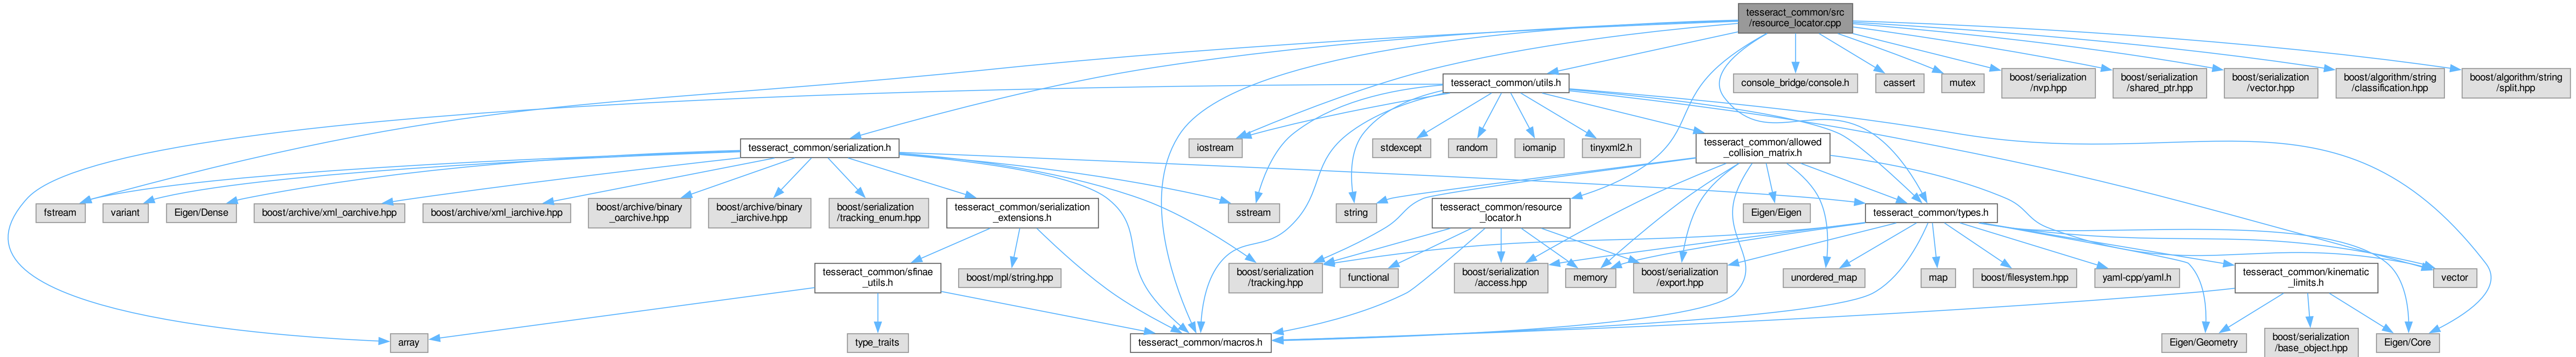 tesseract_common/src
/resource_locator.cpp
tesseract_common/utils.h
console_bridge/console.h
cassert
mutex
boost/serialization
/nvp.hpp
boost/serialization
/shared_ptr.hpp
boost/serialization
/vector.hpp
boost/algorithm/string
/classification.hpp
boost/algorithm/string
/split.hpp
tesseract_common/serialization.h
iostream
stdexcept
random
iomanip
tinyxml2.h
tesseract_common/allowed
_collision_matrix.h
fstream
variant
Eigen/Dense
boost/archive/xml_oarchive.hpp
boost/archive/xml_iarchive.hpp
boost/archive/binary
_oarchive.hpp
boost/archive/binary
_iarchive.hpp
boost/serialization
/tracking_enum.hpp
tesseract_common/serialization
_extensions.h
sstream
string
tesseract_common/resource
_locator.h
Eigen/Eigen
tesseract_common/types.h
tesseract_common/sfinae
_utils.h
boost/mpl/string.hpp
boost/serialization
/tracking.hpp
functional
boost/serialization
/access.hpp
memory
boost/serialization
/export.hpp
unordered_map
map
boost/filesystem.hpp
yaml-cpp/yaml.h
tesseract_common/kinematic
_limits.h
vector
array
type_traits
tesseract_common/macros.h
Eigen/Geometry
boost/serialization
/base_object.hpp
Eigen/Core